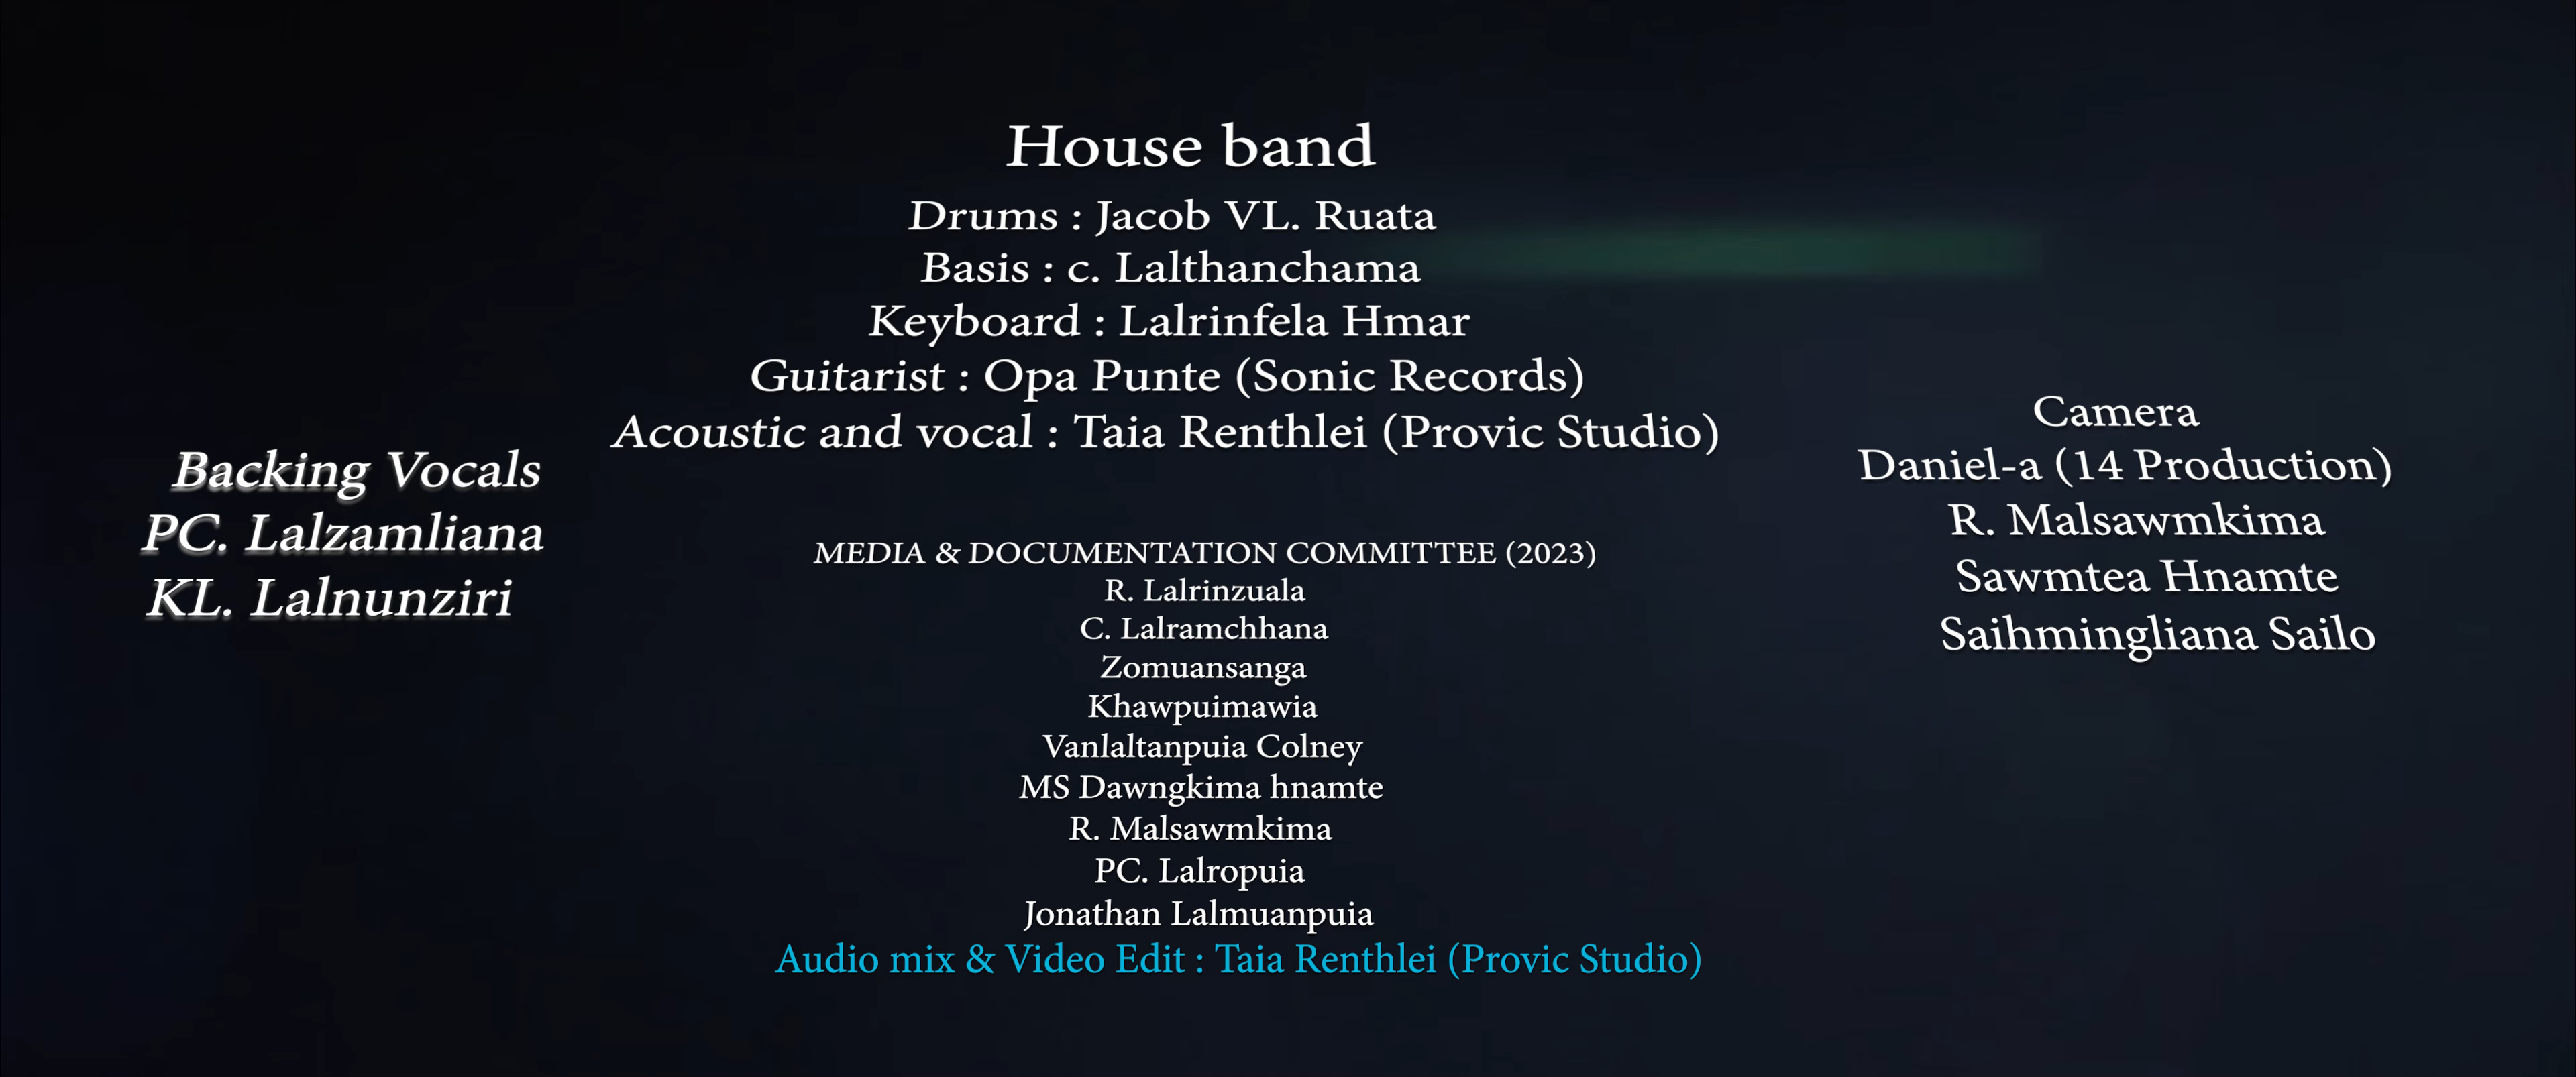 House band
Drums : Jacob VL. Ruata
Basis : c. Lalthanchama
Keyboard : Lalrinfela Hmar
Guitarist : Opa Punte (Sonic Records)
Acoustic and vocal : Taia Renthlei (Provic Studio)
Backing Vocals
PC. Lalzamliana
KL. Lalnunziri
MEDIA & DOCUMENTATION COMMITTEE (2023)
R. Lalrinzuala
C. Lalramchhana
Zomuansanga
Khawpuimawia
Vanlaltanpuia Colney
MS Dawngkima hnamte
R. Malsawmkima
PC. Lalropuia
Jonathan Lalmuanpuia
Audio mix & Video Edit : Taia Renthlei (Provic Studio)
Camera
Daniel-a (14 Production)
R. Malsawmkima
Sawmtea Hnamte
Saihmingliana Sailo